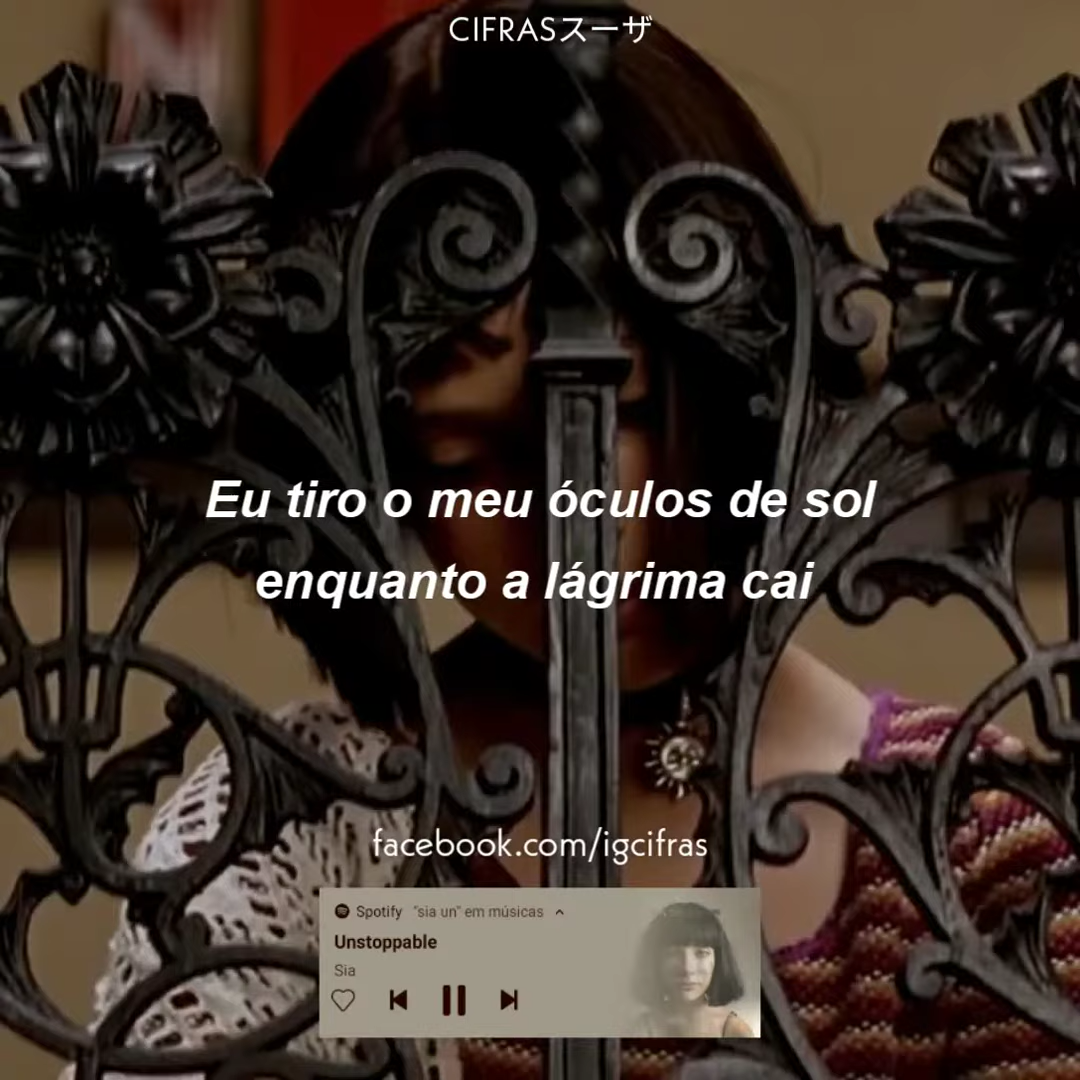 CIFRASスーザ
Eu tiro o meu óculos de sol
enquanto a lágrima cai
facebook.com/igcifras
Spotify "sia un" em músicas
Unstoppable
Sia